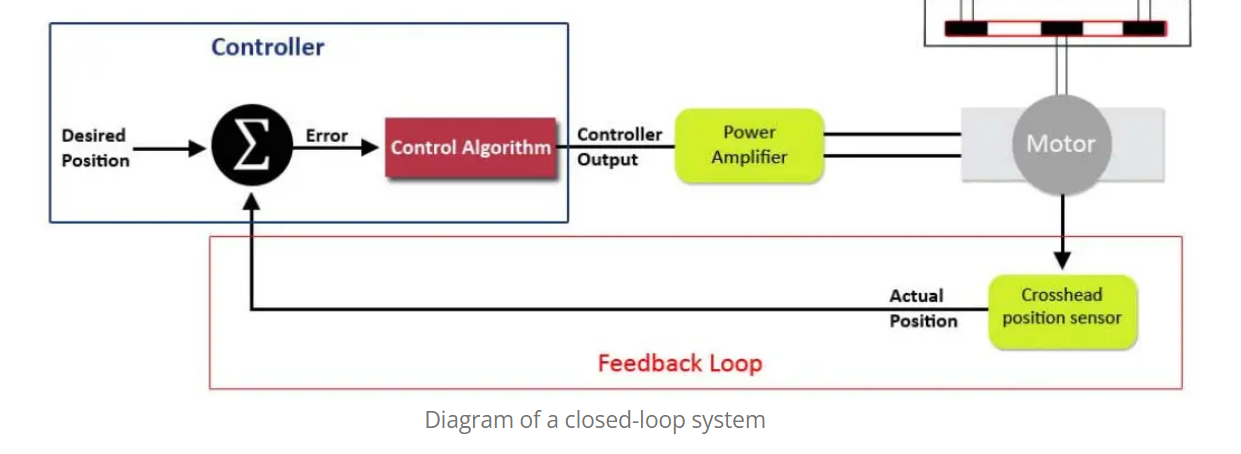 Controller
Desired
Position
Σ
Error
Control Algorithm
Controller
Output
Power
Amplifier
Motor
Actual
Position
Crosshead
position sensor
Feedback Loop
Diagram of a closed-loop system